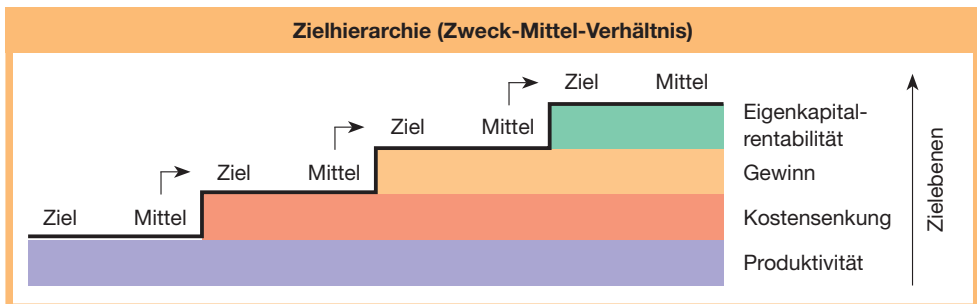 Zielhierarchie (Zweck-Mittel-Verhältnis)
Ziel Mittel
Ziel Mittel
Ziel Mittel
Ziel Mittel
Eigenkapital-
rentabilität
Gewinn
Kostensenkung
Produktivität
Zielebenen